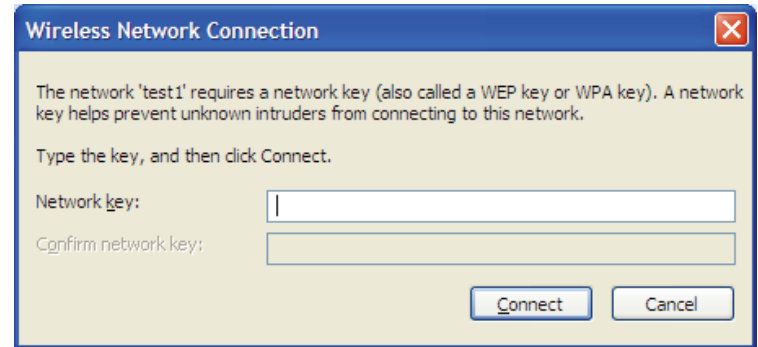 Wireless Network Connection
The network 'test1' requires a network key (also called a WEP key or WPA key). A network
key helps prevent unknown intruders from connecting to this network.
Type the key, and then click Connect.
Network key:
Confirm network key:
Connect Cancel